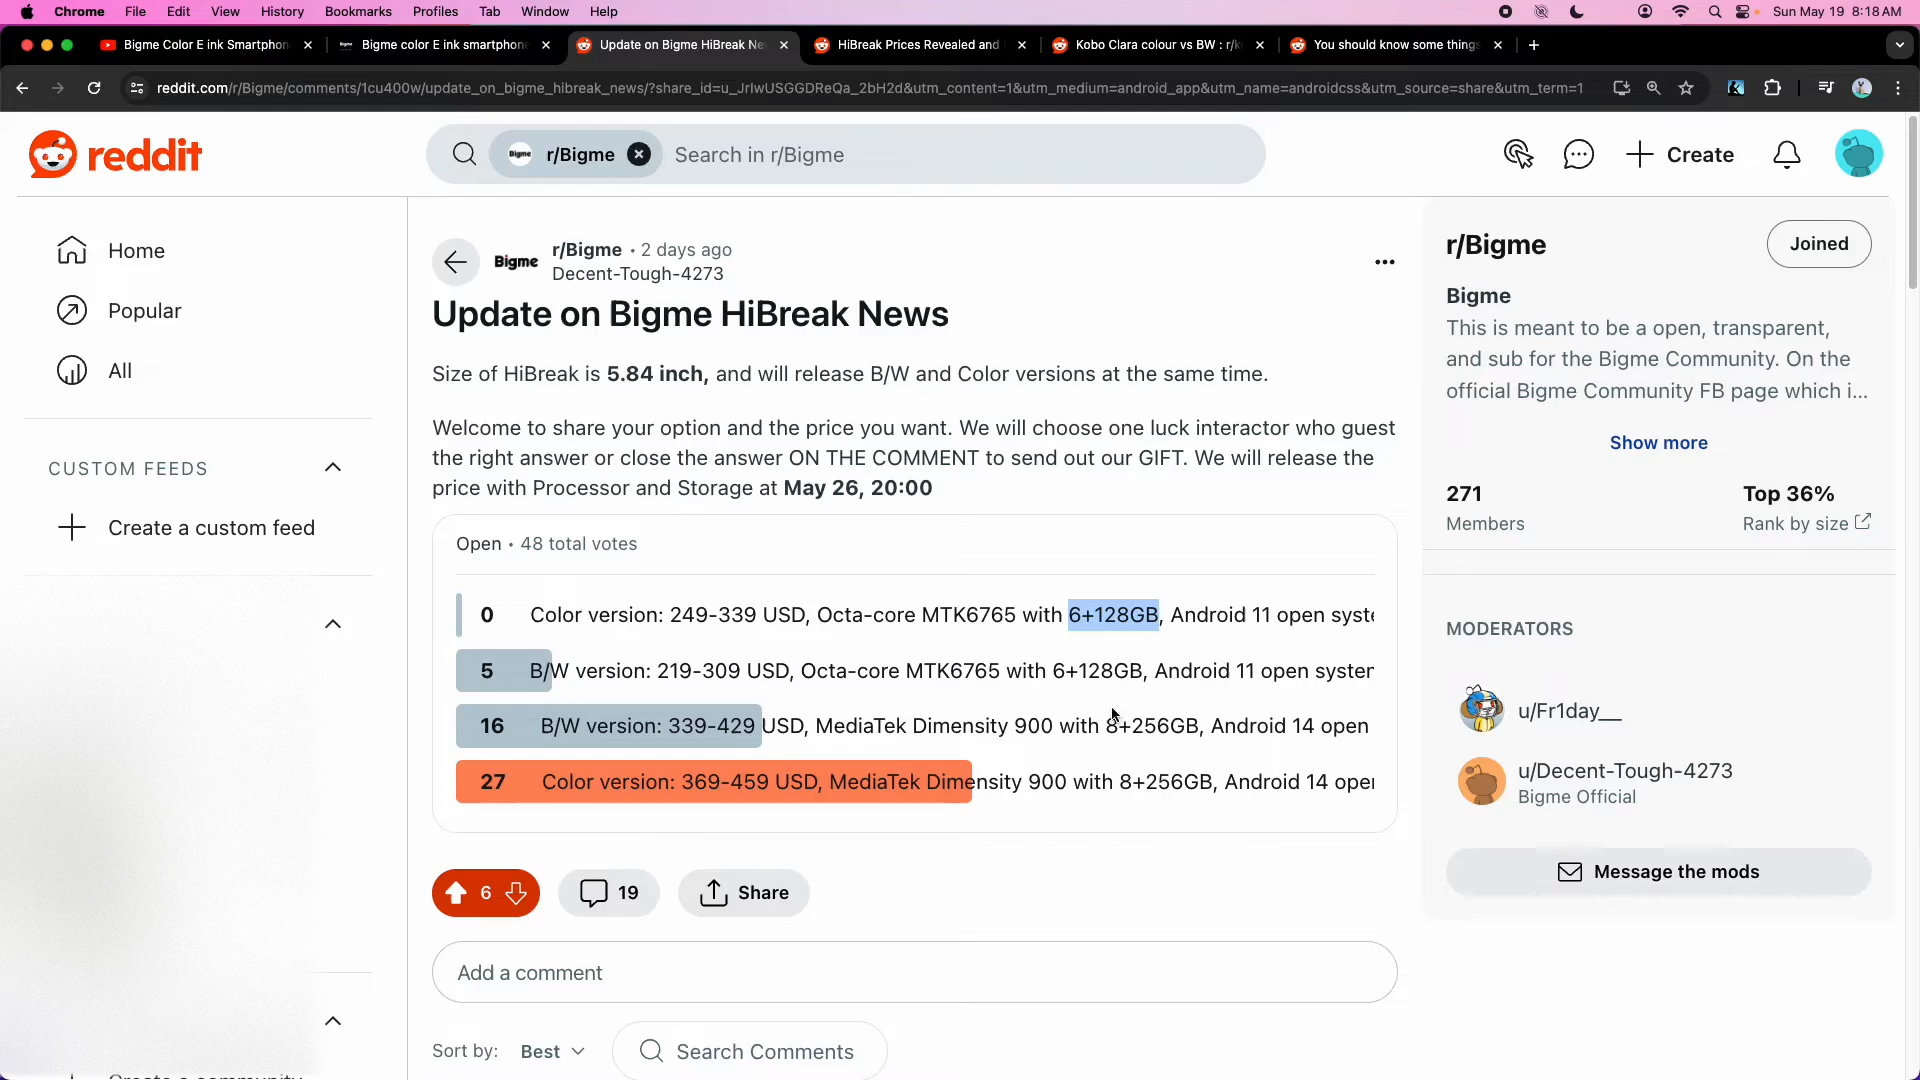 Chrome File Edit View History Bookmarks Profiles Tab Window Help Sun May 19 8:18 AM
Bigme Color E ink Smartphon Bigme color E ink smartphone Update on Bigme HiBreak Ne HiBreak Prices Revealed and Kobo Clara colour vs BW : r/k You should know some things
reddit.com/r/Bigme/comments/1cu400w/update_on_bigme_hibreak_news/?share_id=u_JrIwUSGGDReQa_2bH2d&utm_content=1&utm_medium=android_app&utm_name=androidcss&utm_source=share&utm_term=1
reddit Bigme r/Bigme Search in r/Bigme Create
Home
Popular
All
CUSTOM FEEDS
Create a custom feed
Bigme r/Bigme • 2 days ago
Decent-Tough-4273
Update on Bigme HiBreak News
Size of HiBreak is 5.84 inch, and will release B/W and Color versions at the same time.
Welcome to share your option and the price you want. We will choose one luck interactor who guest
the right answer or close the answer ON THE COMMENT to send out our GIFT. We will release the
price with Processor and Storage at May 26, 20:00
Open • 48 total votes
0 Color version: 249-339 USD, Octa-core MTK6765 with 6+128GB, Android 11 open syste
5 B/W version: 219-309 USD, Octa-core MTK6765 with 6+128GB, Android 11 open system
16 B/W version: 339-429 USD, MediaTek Dimensity 900 with 8+256GB, Android 14 open
27 Color version: 369-459 USD, MediaTek Dimensity 900 with 8+256GB, Android 14 open
6 19 Share
Add a comment
Sort by: Best Search Comments
r/Bigme Joined
Bigme
This is meant to be a open, transparent,
and sub for the Bigme Community. On the
official Bigme Community FB page which i...
Show more
271 Top 36%
Members Rank by size
MODERATORS
u/Fr1day__
u/Decent-Tough-4273
Bigme Official
Message the mods